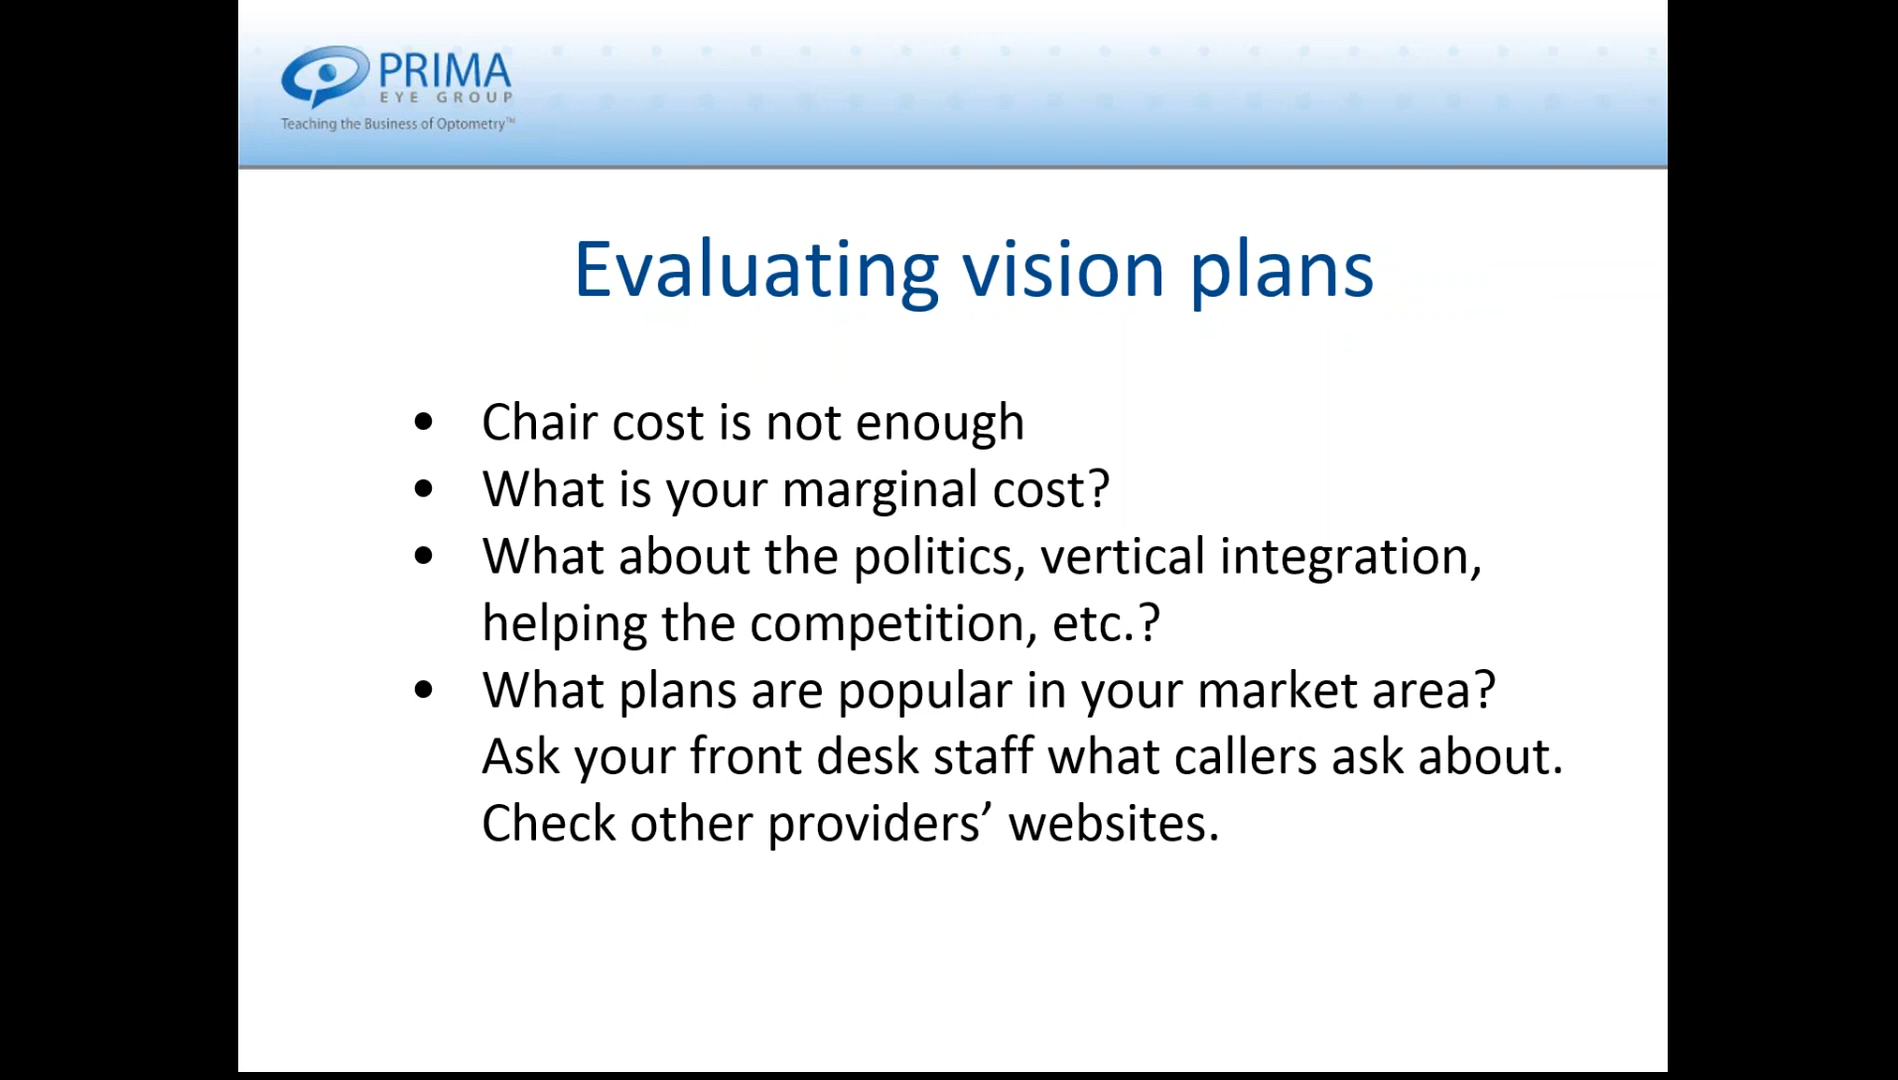 PRIMA
EYE GROUP
Teaching the Business of Optometry™
Evaluating vision plans
• Chair cost is not enough
• What is your marginal cost?
• What about the politics, vertical integration,
helping the competition, etc.?
• What plans are popular in your market area?
Ask your front desk staff what callers ask about.
Check other providers’ websites.